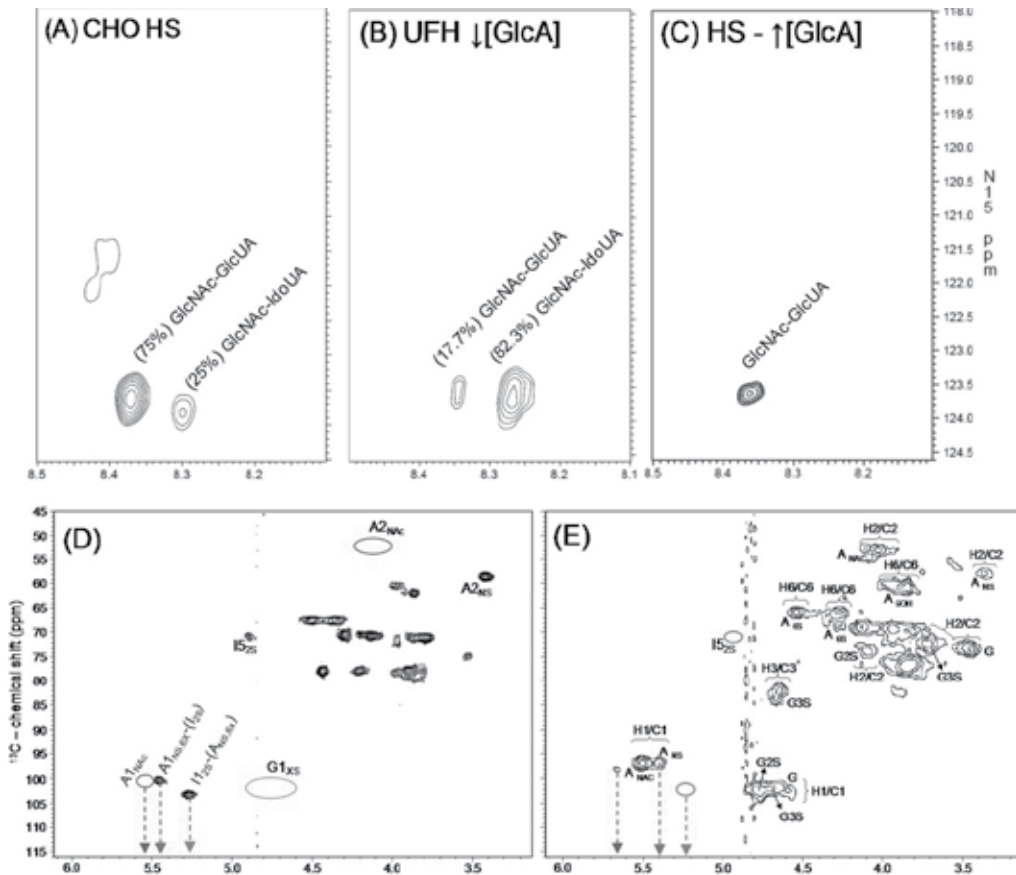 (A) CHO HS
(B) UFH ↓[GlcA]
(C) HS - ↑[GlcA]
(75%) GlcNAc-GlcUA
(25%) GlcNAc-IdoUA
(17.7%) GlcNAc-GlcUA
(82.3%) GlcNAc-IdoUA
GlcNAc-GlcUA
118.0
118.5
119.0
119.5
120.0
120.5
121.0
121.5
122.0
122.5
123.0
123.5
124.0
124.5
N15 ppm
8.5 8.4 8.3 8.2
8.4 8.3 8.2 8.1
8.5 8.4 8.3 8.2
(D)
45
50
55
60
65
70
75
80
85
90
95
100
105
110
115
¹³C – chemical shift (ppm)
A2NAc
A2NS
I52S
A1NAc
A1NS,6X-(I2S)
I12S-(ANS,6X)
G1XS
6.0 5.5 5.0 4.5 4.0 3.5
(E)
H2/C2
ANAC
H6/C6
H2/C2
ANS
H6/C6 H6/C6
A6S
A6S
I52S
H2/C2
G2S
G
H2/C2
G3S
H3/C3
G3S
H1/C1
ANS
ANAC
G2S
G
H1/C1
G3S
6.0 5.5 5.0 4.5 4.0 3.5